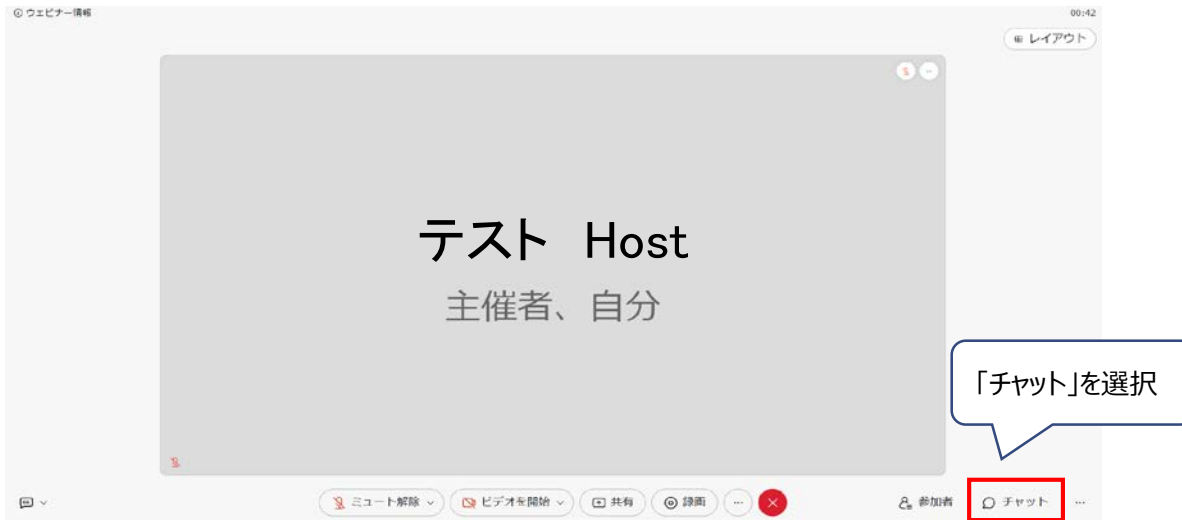 ウェビナー情報
00:42
レイアウト
テスト　Host
主催者、自分
「チャット」を選択
ミュート解除
ビデオを開始
共有
録画
参加者
チャット